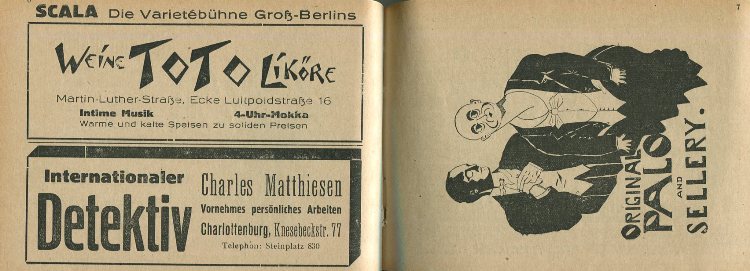 SCALA Die Varietébühne Groß-Berlins
Weine TOTO Liköre
Martin-Luther-Straße, Ecke Luitpoldstraße 16
Intime Musik 4-Uhr-Mokka
Warme und kalte Speisen zu soliden Preisen
Internationaler
Detektiv
Charles Matthiesen
Vornehmes persönliches Arbeiten
Charlottenburg, Knesebeckstr. 77
Telephon: Steinplatz 830
7
ORIGINAL
PALO
AND
SELLERY.